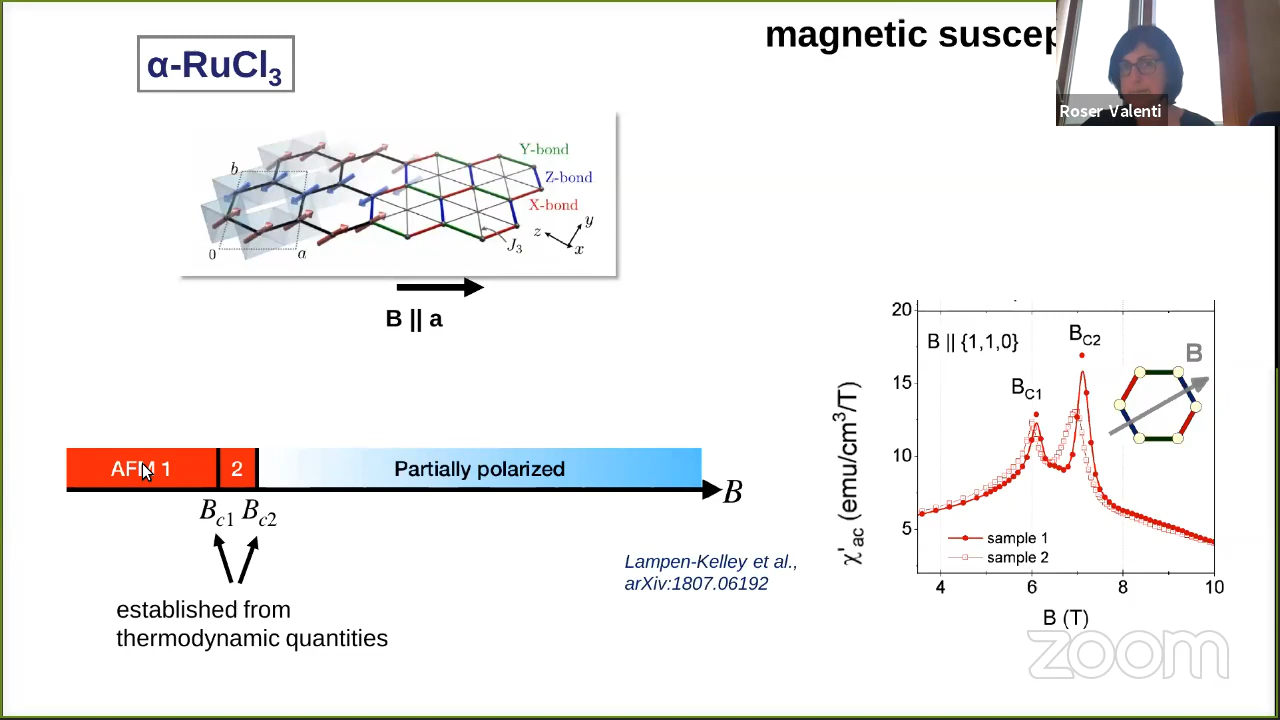 magnetic suscep
α-RuCl3
Roser Valenti
Y-bond
Z-bond
X-bond
b
0
a
J3
z
y
x
B || a
AFM 1
2
Partially polarized
B
Bc1
Bc2
established from
thermodynamic quantities
Lampen-Kelley et al.,
arXiv:1807.06192
B || {1,1,0}
BC1
BC2
B
20
15
10
5
χ'ac (emu/cm3/T)
sample 1
sample 2
4
6
8
10
B (T)
zoom